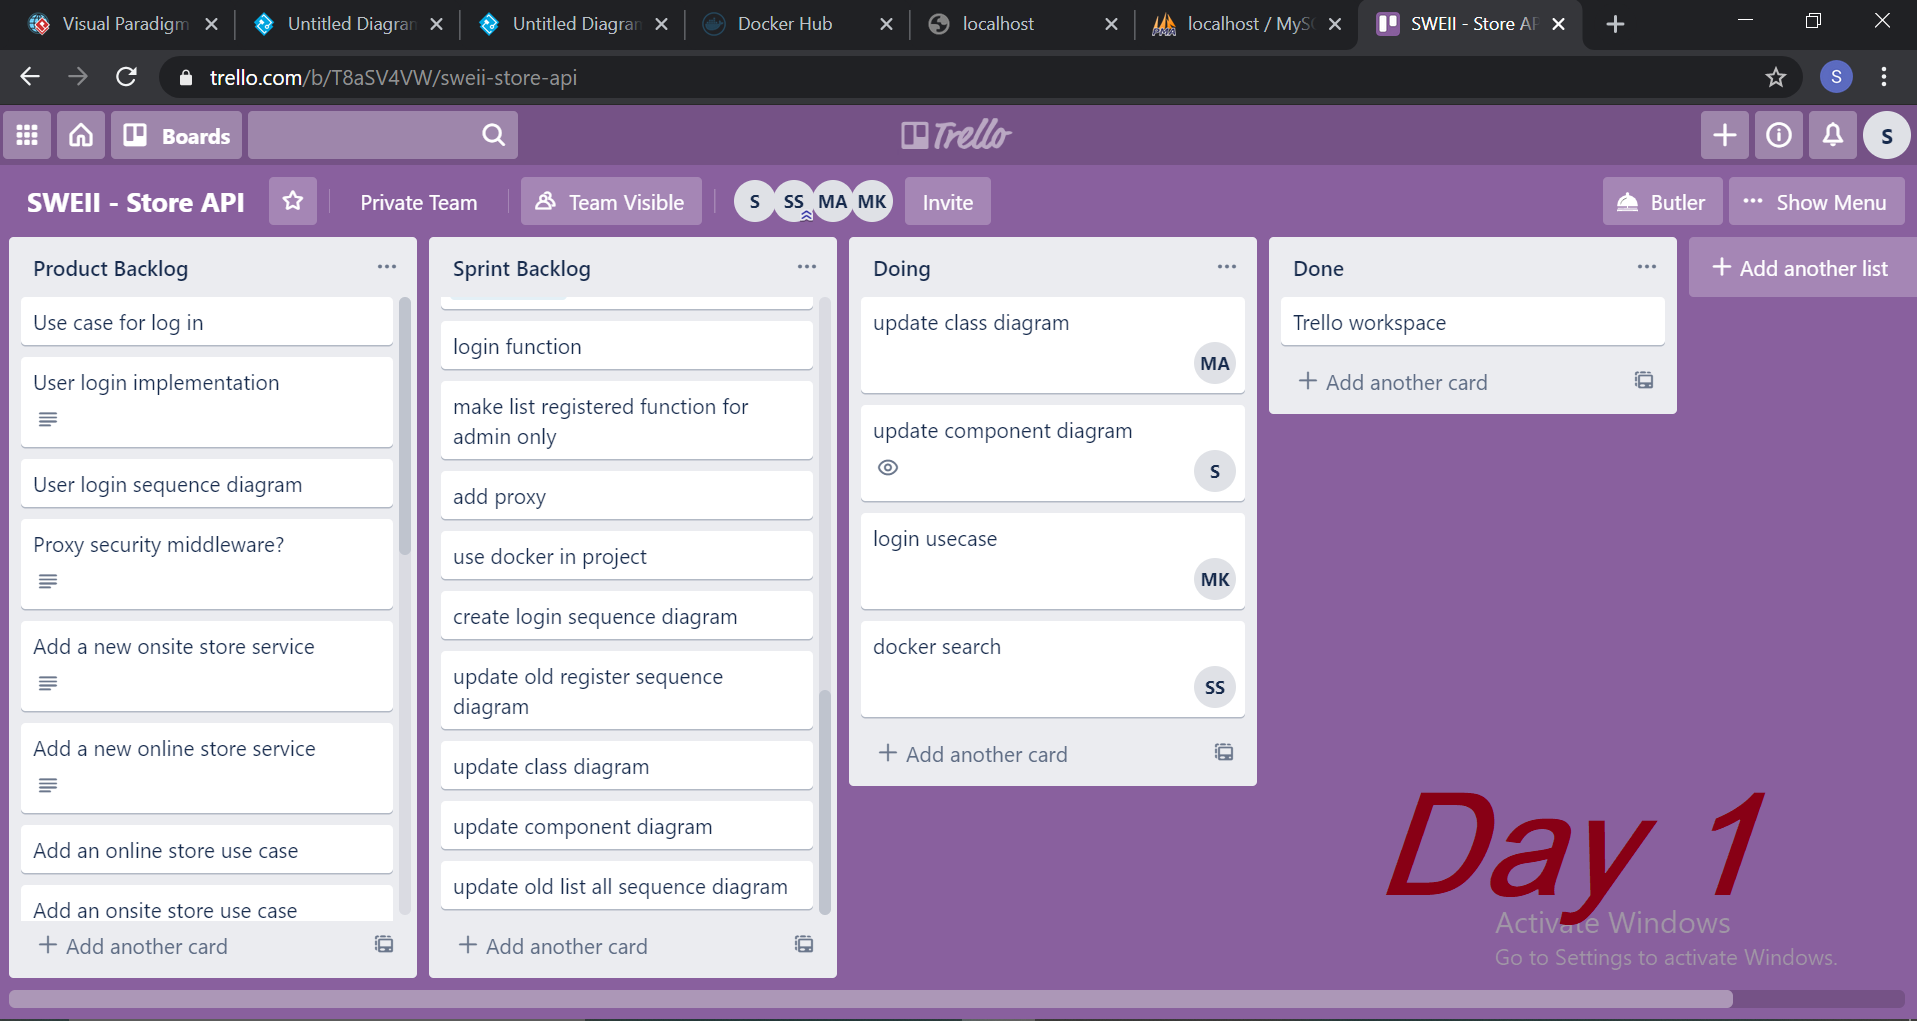 Visual Paradigm
Untitled Diagran
Untitled Diagran
Docker Hub
localhost
localhost / MyS
SWEII - Store AP
trello.com/b/T8aSV4VW/sweii-store-api
S
Boards
Trello
S
SWEII - Store API
Private Team
Team Visible
S
SS
MA
MK
Invite
Butler
Show Menu
Product Backlog
Use case for log in
User login implementation
User login sequence diagram
Proxy security middleware?
Add a new onsite store service
Add a new online store service
Add an online store use case
Add an onsite store use case
Add another card
Sprint Backlog
login function
make list registered function for
admin only
add proxy
use docker in project
create login sequence diagram
update old register sequence
diagram
update class diagram
update component diagram
update old list all sequence diagram
Add another card
Doing
update class diagram
MA
update component diagram
S
login usecase
MK
docker search
SS
Add another card
Done
Trello workspace
Add another card
Add another list
Day 1
Activate Windows
Go to Settings to activate Windows.